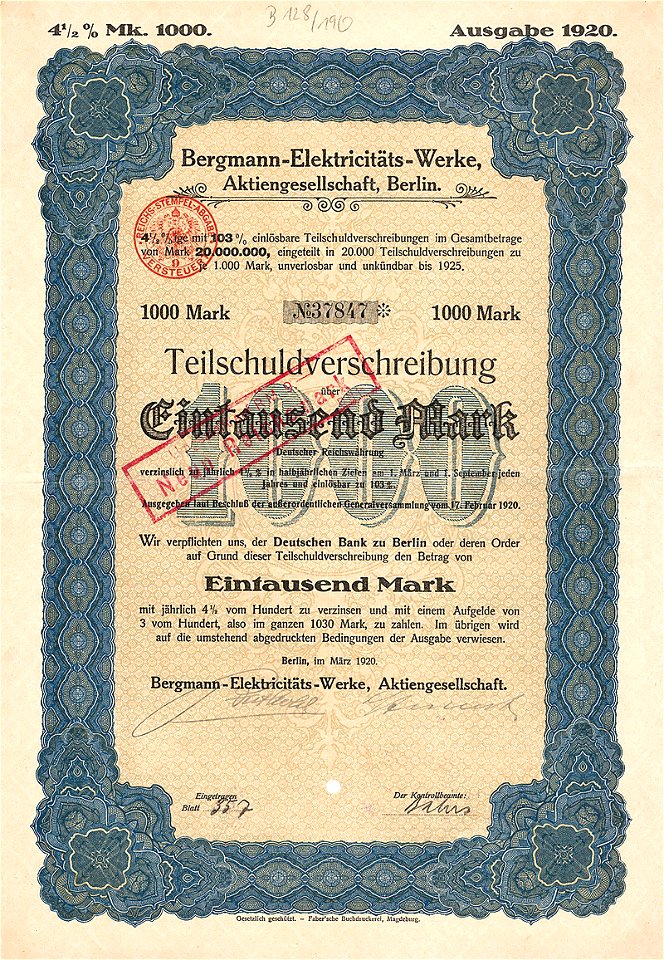 B 128/190
4½% Mk. 1000. Ausgabe 1920.
Bergmann-Elektricitäts-Werke,
Aktiengesellschaft, Berlin.
REICHS-STEMPEL-ABGABE
VERSTEUERT
4½%ige mit 103% einlösbare Teilschuldverschreibungen im Gesamtbetrage
von Mark 20.000.000, eingeteilt in 20.000 Teilschuldverschreibungen zu
je 1.000 Mark, unverlosbar und unkündbar bis 1925.
1000 Mark №37847 1000 Mark
Teilschuldverschreibung
über
1000
Eintausend Mark
Deutscher Reichswährung
verzinslich zu jährlich 4½% in halbjährlichen Zielen am 1. März und 1. September jeden
Jahres und einlösbar zu 103%
Ausgegeben laut Beschluß der außerordentlichen Generalversammlung vom 17. Februar 1920.
Wir verpflichten uns, der Deutschen Bank zu Berlin oder deren Order
auf Grund dieser Teilschuldverschreibung den Betrag von
Eintausend Mark
mit jährlich 4½ vom Hundert zu verzinsen und mit einem Aufgelde von
3 vom Hundert, also im ganzen 1030 Mark, zu zahlen. Im übrigen wird
auf die umstehend abgedruckten Bedingungen der Ausgabe verwiesen.
Berlin, im März 1920.
Bergmann-Elektricitäts-Werke, Aktiengesellschaft.
Eingetragen
Blatt 357
Der Kontrollbeamte:
Gesetzlich geschützt. – Faber'sche Buchdruckerei, Magdeburg.